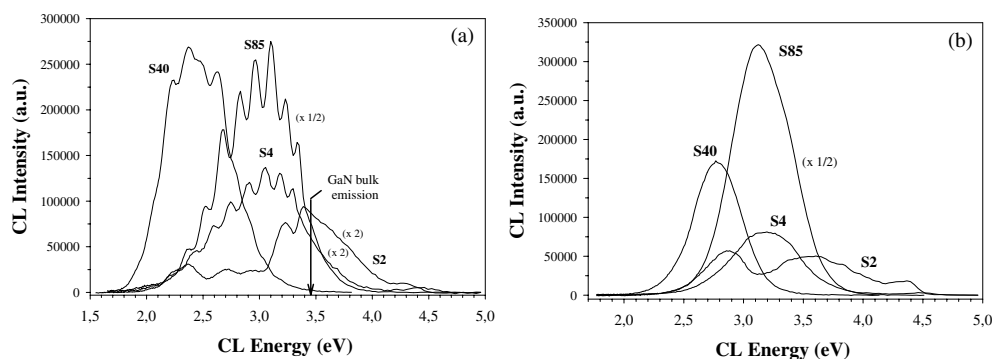 (a)
CL Intensity (a.u.)
300000
250000
200000
150000
100000
50000
0
S40
S85
(x 1/2)
S4
GaN bulk
emission
(x 2)
(x 2)
S2
1,5 2,0 2,5 3,0 3,5 4,0 4,5 5,0
CL Energy (eV)
(b)
CL Intensity (a.u.)
350000
300000
250000
200000
150000
100000
50000
0
S85
(x 1/2)
S40
S4
S2
2,0 2,5 3,0 3,5 4,0 4,5 5,0
CL Energy (eV)